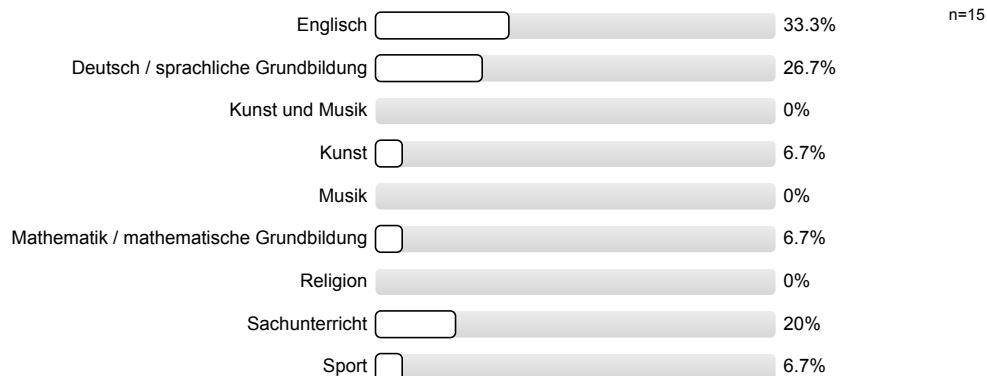 Englisch 33.3% n=15
Deutsch / sprachliche Grundbildung 26.7%
Kunst und Musik 0%
Kunst 6.7%
Musik 0%
Mathematik / mathematische Grundbildung 6.7%
Religion 0%
Sachunterricht 20%
Sport 6.7%